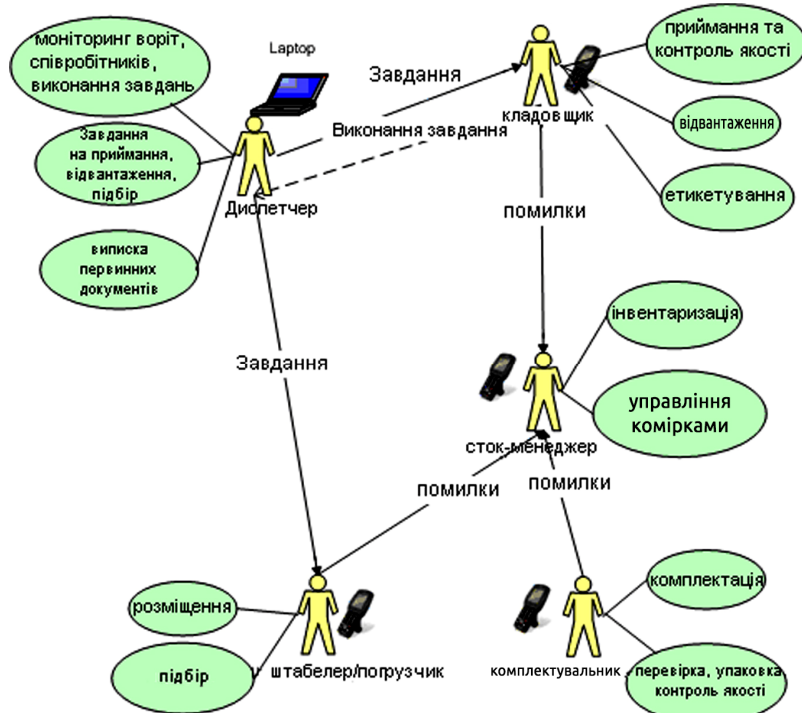 моніторинг воріт,
співробітників,
виконання завдань
Laptop
Завдання
приймання та
контроль якості
кладовщик
відвантаження
Завдання
на приймання,
відвантаження,
підбір
Виконання завдання
Диспетчер
етикетування
помилки
виписка
первинних
документів
інвентаризація
Завдання
управління
комірками
сток-менеджер
помилки
помилки
розміщення
комплектація
підбір
штабелер/погрузчик
комплектувальник
перевірка, упаковка,
контроль якості